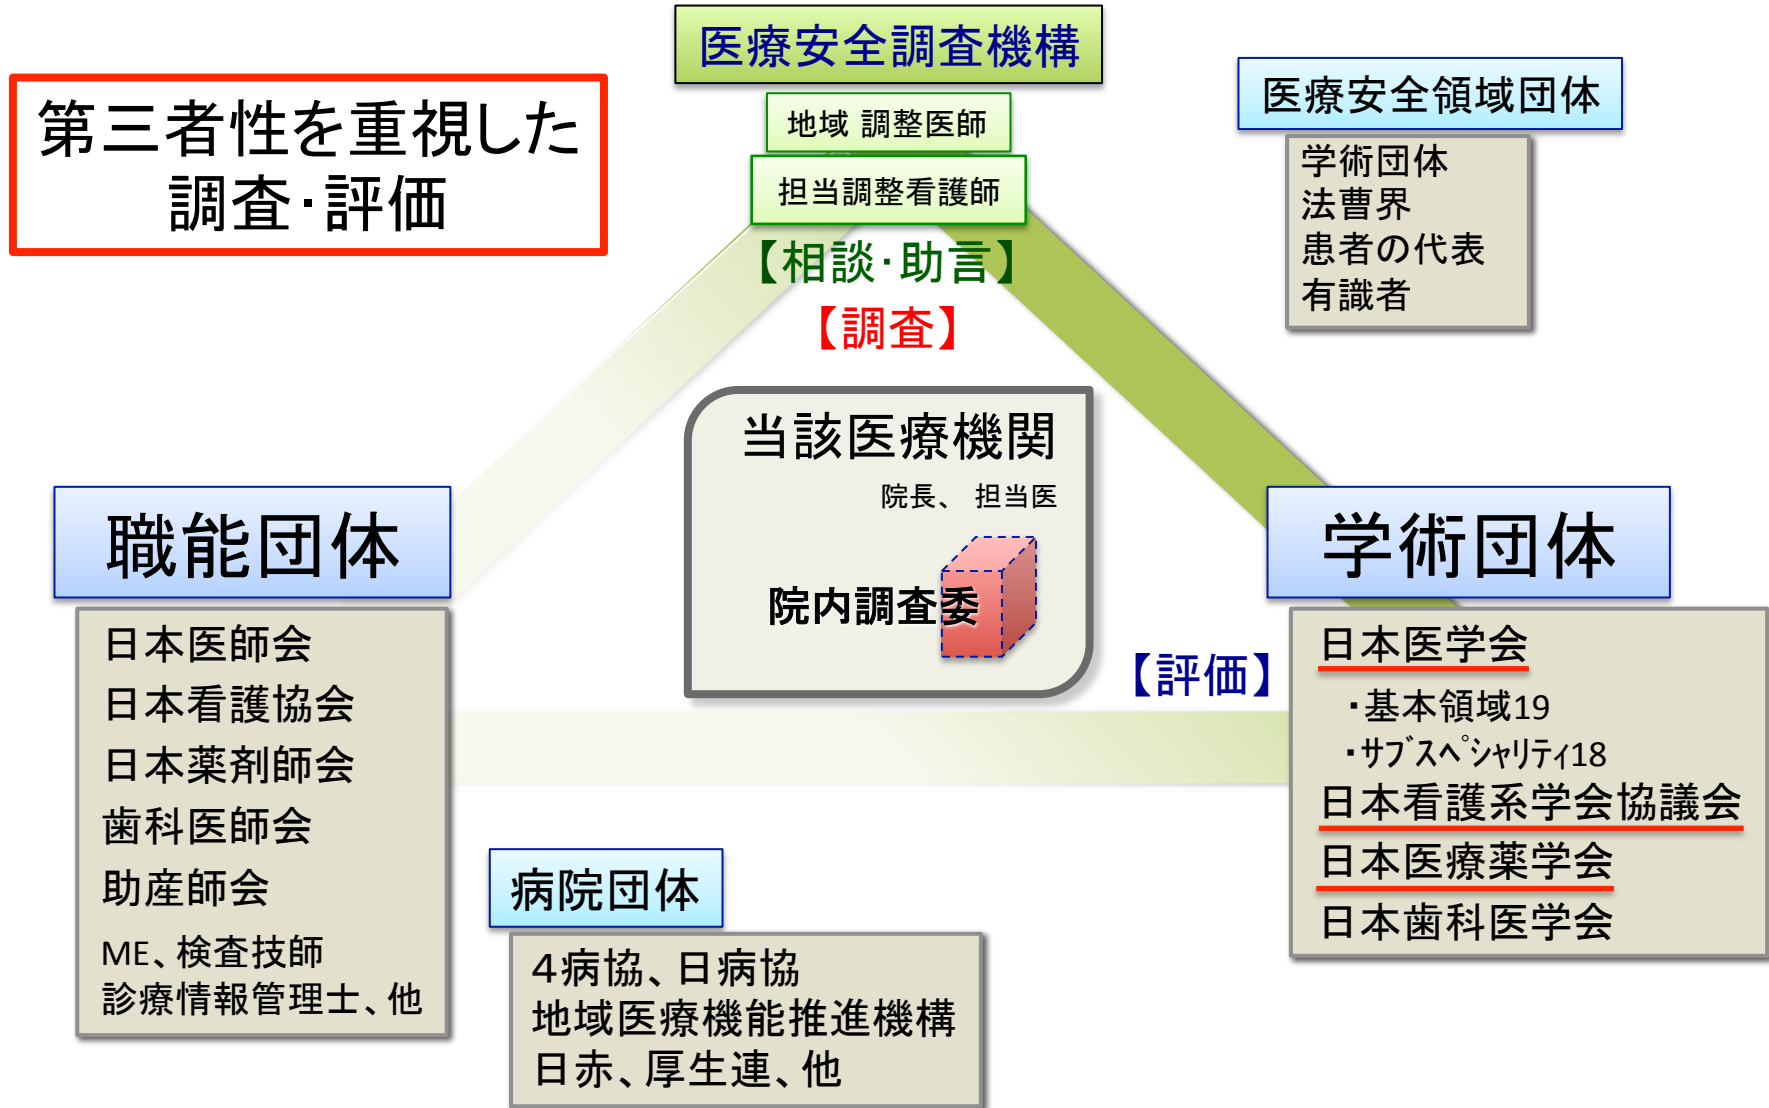 医療安全調査機構
第三者性を重視した
調査・評価
地域 調整医師
担当調整看護師
【相談・助言】
【調査】
医療安全領域団体
学術団体
法曹界
患者の代表
有識者
当該医療機関
院長、 担当医
院内調査委
職能団体
日本医師会
日本看護協会
日本薬剤師会
歯科医師会
助産師会
ME、検査技師
診療情報管理士、他
【評価】
学術団体
日本医学会
・基本領域19
・ｻﾌﾞｽﾍﾟｼｬﾘﾃｨ18
日本看護系学会協議会
日本医療薬学会
日本歯科医学会
病院団体
４病協、日病協
地域医療機能推進機構
日赤、厚生連、他